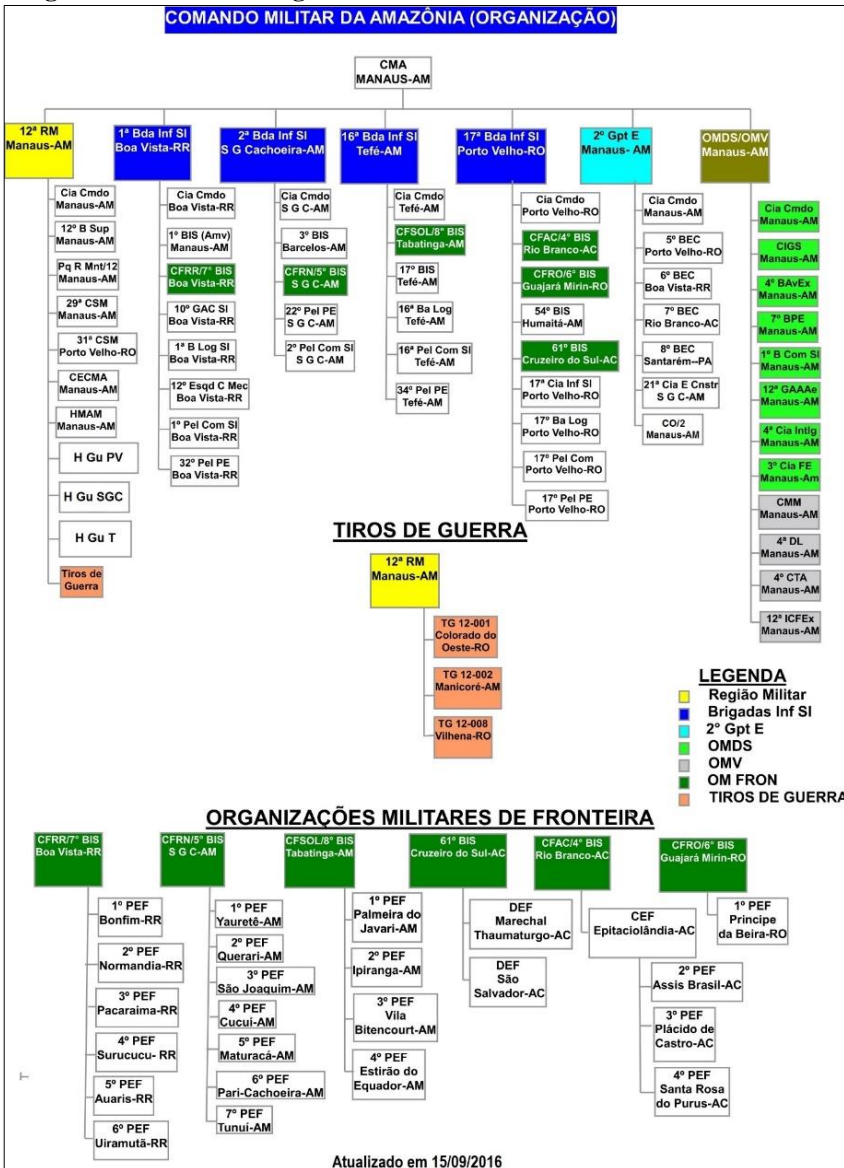 COMANDO MILITAR DA AMAZÔNIA (ORGANIZAÇÃO)
CMA
MANAUS-AM
12ª RM
Manaus-AM
Cia Cmdo
Manaus-AM
12º B Sup
Manaus-AM
Pq R Mnt/12
Manaus-AM
29ª CSM
Manaus-AM
31ª CSM
Porto Velho-RO
CECMA
Manaus-AM
HMAM
Manaus-AM
H Gu PV
H Gu SGC
H Gu T
Tiros de
Guerra
1ª Bda Inf Sl
Boa Vista-RR
Cia Cmdo
Boa Vista-RR
1º BIS (Amv)
Manaus-AM
CFRR/7° BIS
Boa Vista-RR
10º GAC Sl
Boa Vista-RR
1ª B Log Sl
Boa Vista-RR
12º Esqd C Mec
Boa Vista-RR
1º Pel Com Sl
Boa Vista-RR
32º Pel PE
Boa Vista-RR
2ª Bda Inf Sl
S G Cachoeira-AM
Cia Cmdo
S G C-AM
3º BIS
Barcelos-AM
CFRN/5° BIS
S G C-AM
22º Pel PE
S G C-AM
2º Pel Com Sl
S G C-AM
16ª Bda Inf Sl
Tefé-AM
Cia Cmdo
Tefé-AM
CFSOL/8° BIS
Tabatinga-AM
17º BIS
Tefé-AM
16ª Ba Log
Tefé-AM
16ª Pel Com Sl
Tefé-AM
34º Pel PE
Tefé-AM
17ª Bda Inf Sl
Porto Velho-RO
Cia Cmdo
Porto Velho-RO
CFAC/4° BIS
Rio Branco-AC
CFRO/6° BIS
Guajará Mirin-RO
54º BIS
Humaitá-AM
61º BIS
Cruzeiro do Sul-AC
17ª Cia Inf Sl
Porto Velho-RO
17º Ba Log
Porto Velho-RO
17º Pel Com
Porto Velho-RO
17º Pel PE
Porto Velho-RO
2º Gpt E
Manaus- AM
Cia Cmdo
Manaus-AM
5º BEC
Porto Velho-RO
6º BEC
Boa Vista-RR
7º BEC
Rio Branco-AC
8º BEC
Santarém--PA
21ª Cia E Cnstr
S G C-AM
CO/2
Manaus-AM
OMDS/OMV
Manaus-AM
Cia Cmdo
Manaus-AM
CIGS
Manaus-AM
4º BAvEx
Manaus-AM
7º BPE
Manaus-AM
1º B Com Sl
Manaus-AM
12ª GAAAe
Manaus-AM
4ª Cia Intlg
Manaus-AM
3º Cia FE
Manaus-Am
CMM
Manaus-AM
4ª DL
Manaus-AM
4º CTA
Manaus-AM
12ª ICFEx
Manaus-AM
TIROS DE GUERRA
12ª RM
Manaus-AM
TG 12-001
Colorado do
Oeste-RO
TG 12-002
Manicoré-AM
TG 12-008
Vilhena-RO
LEGENDA
Região Militar
Brigadas Inf Sl
2° Gpt E
OMDS
OMV
OM FRON
TIROS DE GUERRA
ORGANIZAÇÕES MILITARES DE FRONTEIRA
CFRR/7° BIS
Boa Vista-RR
1º PEF
Bonfim-RR
2º PEF
Normandia-RR
3º PEF
Pacaraima-RR
4º PEF
Surucucu- RR
5º PEF
Auaris-RR
6º PEF
Uiramutã-RR
CFRN/5° BIS
S G C-AM
1º PEF
Yauretê-AM
2º PEF
Querari-AM
3º PEF
São Joaquim-AM
4º PEF
Cucui-AM
5º PEF
Maturacá-AM
6º PEF
Pari-Cachoeira-AM
7º PEF
Tunuí-AM
CFSOL/8° BIS
Tabatinga-AM
1º PEF
Palmeira do
Javari-AM
2º PEF
Ipiranga-AM
3º PEF
Vila
Bitencourt-AM
4º PEF
Estirão do
Equador-AM
61º BIS
Cruzeiro do Sul-AC
DEF
Marechal
Thaumaturgo-AC
DEF
São
Salvador-AC
CFAC/4° BIS
Rio Branco-AC
CEF
Epitaciolândia-AC
2º PEF
Assis Brasil-AC
3º PEF
Plácido de
Castro-AC
4º PEF
Santa Rosa
do Purus-AC
CFRO/6° BIS
Guajará Mirin-RO
1º PEF
Principe
da Beira-RO
Atualizado em 15/09/2016